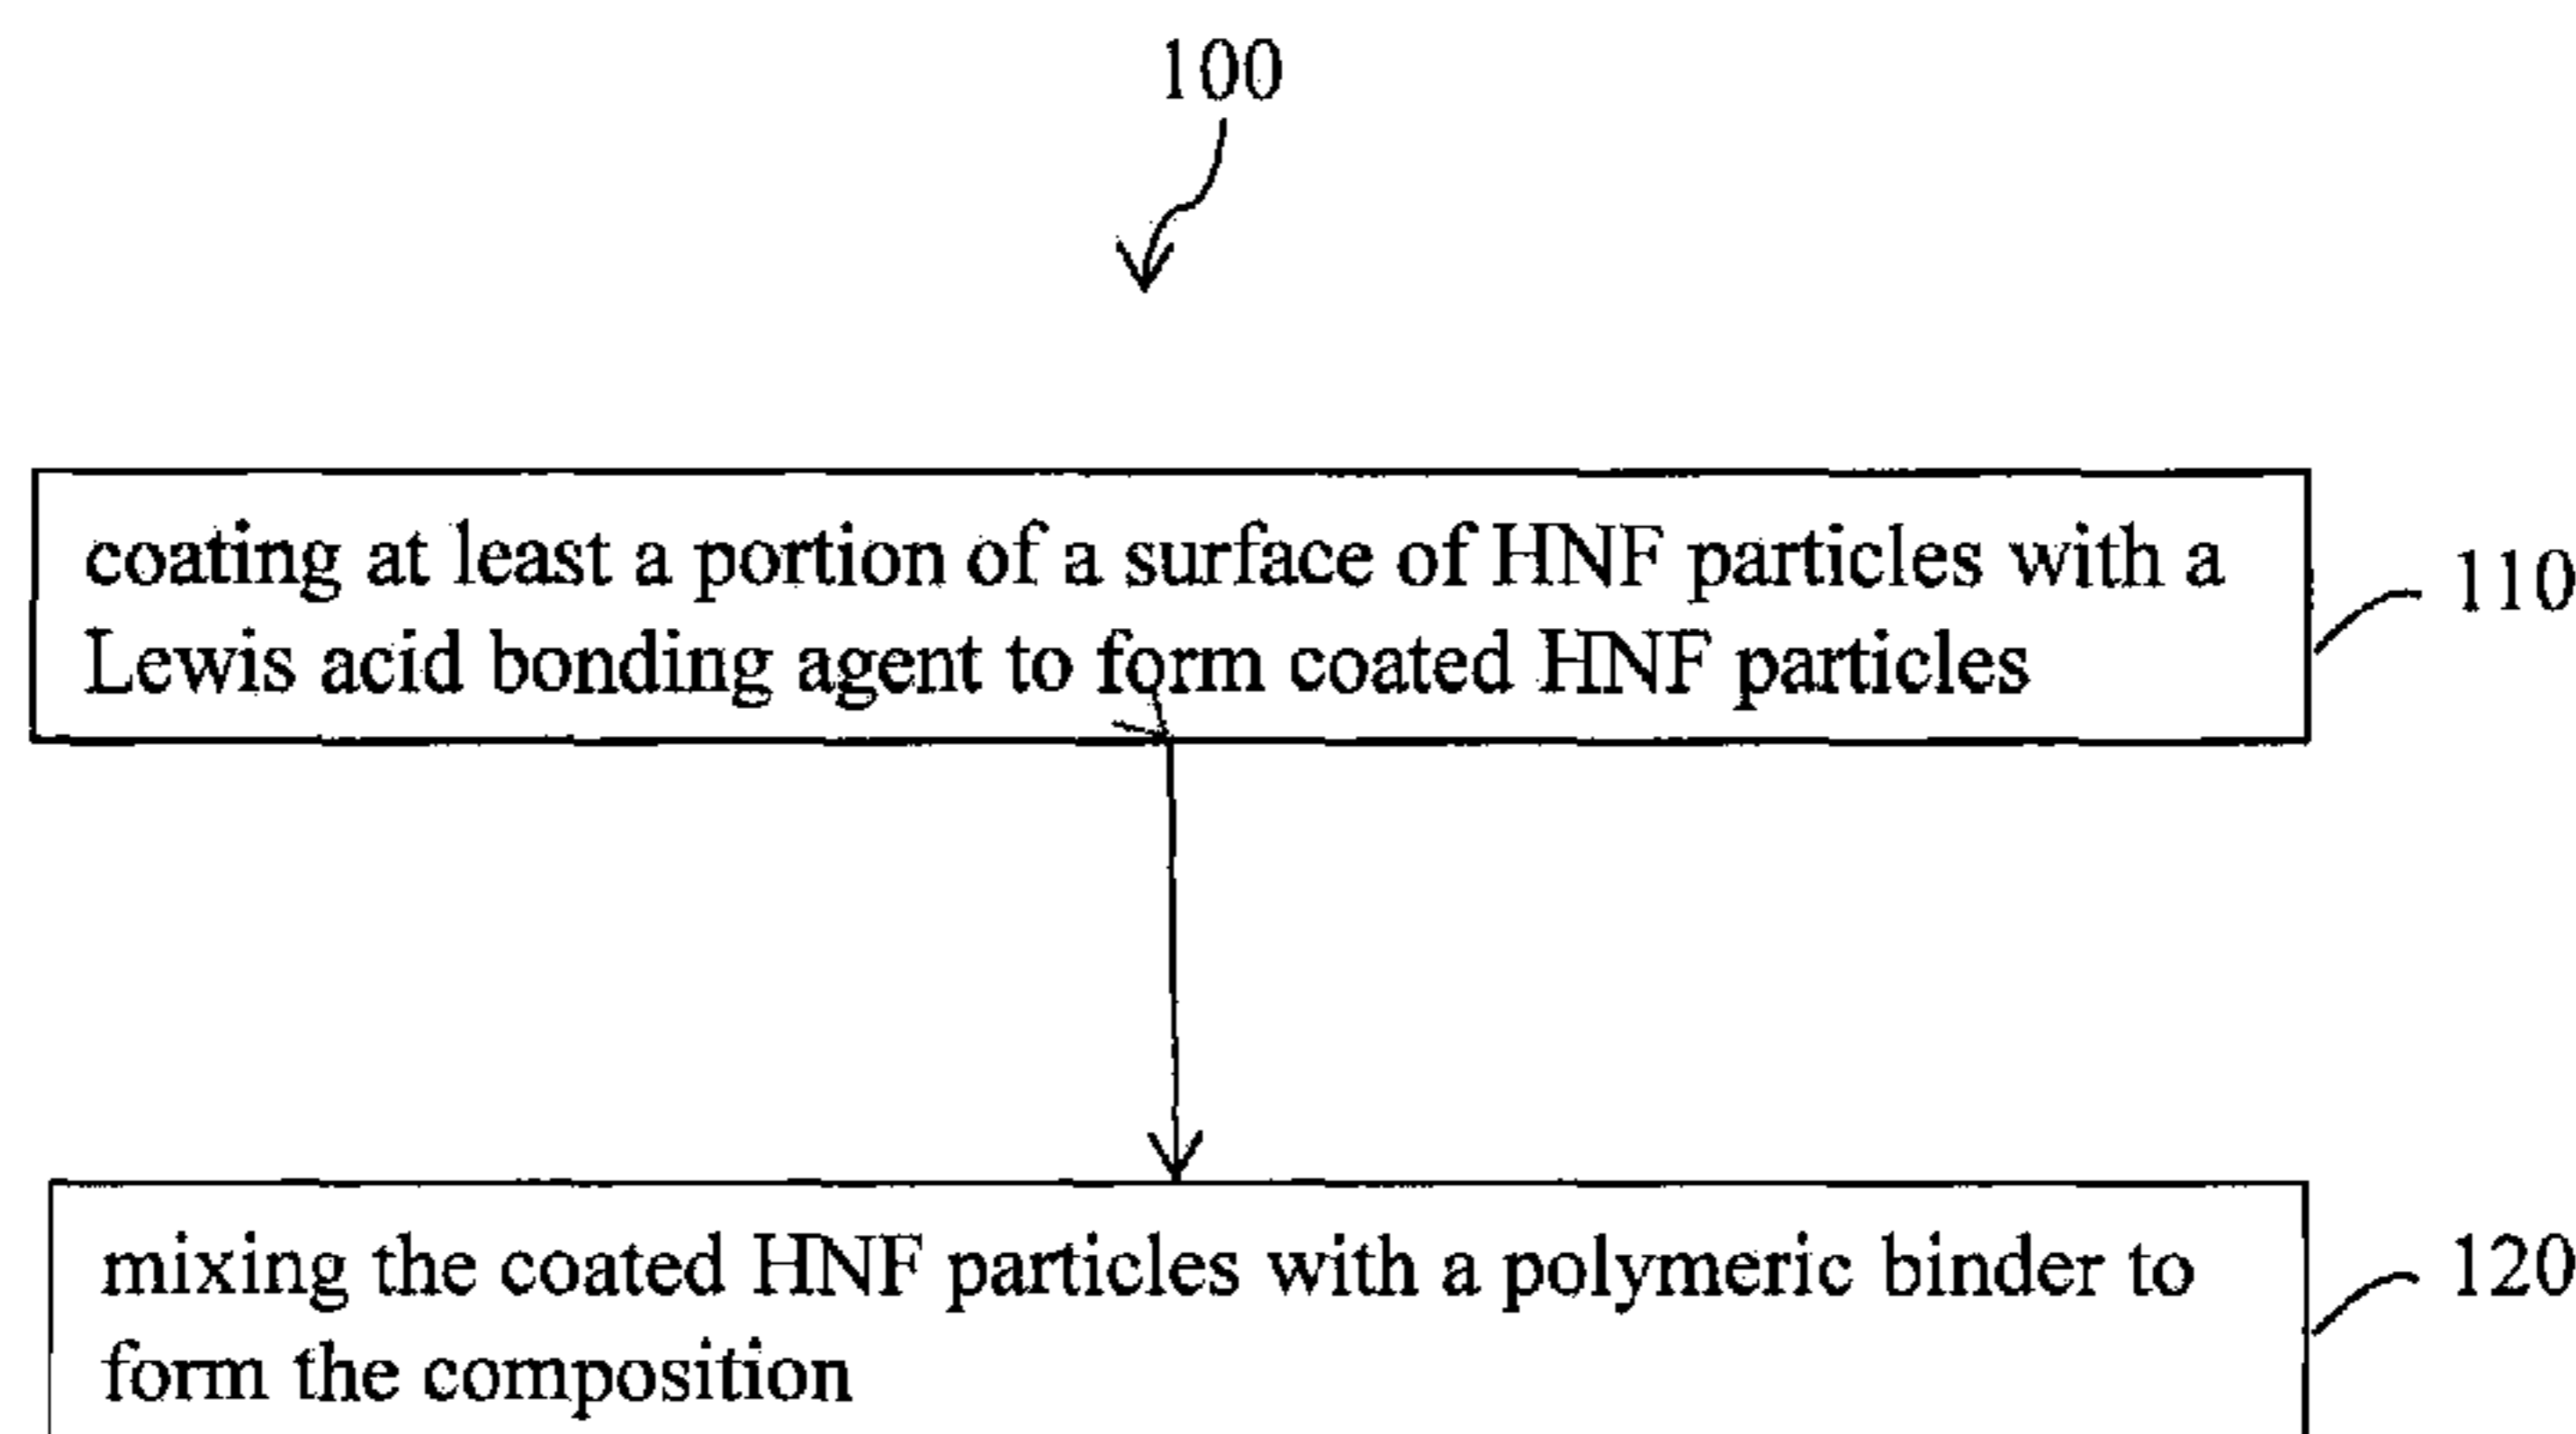 100
coating at least a portion of a surface of HNF particles with a
Lewis acid bonding agent to form coated HNF particles
110
mixing the coated HNF particles with a polymeric binder to
form the composition
120